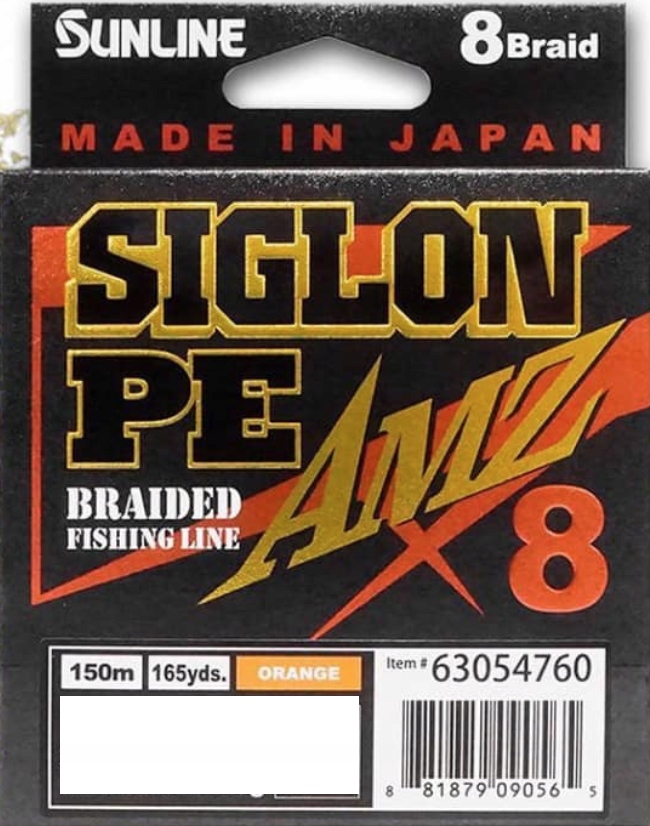 SUNLINE
8 Braid
MADE IN JAPAN
SIGLON
PE AMZ
BRAIDED
FISHING LINE
×8
150m 165yds. ORANGE
Item # 63054760
8 81879 09056 5